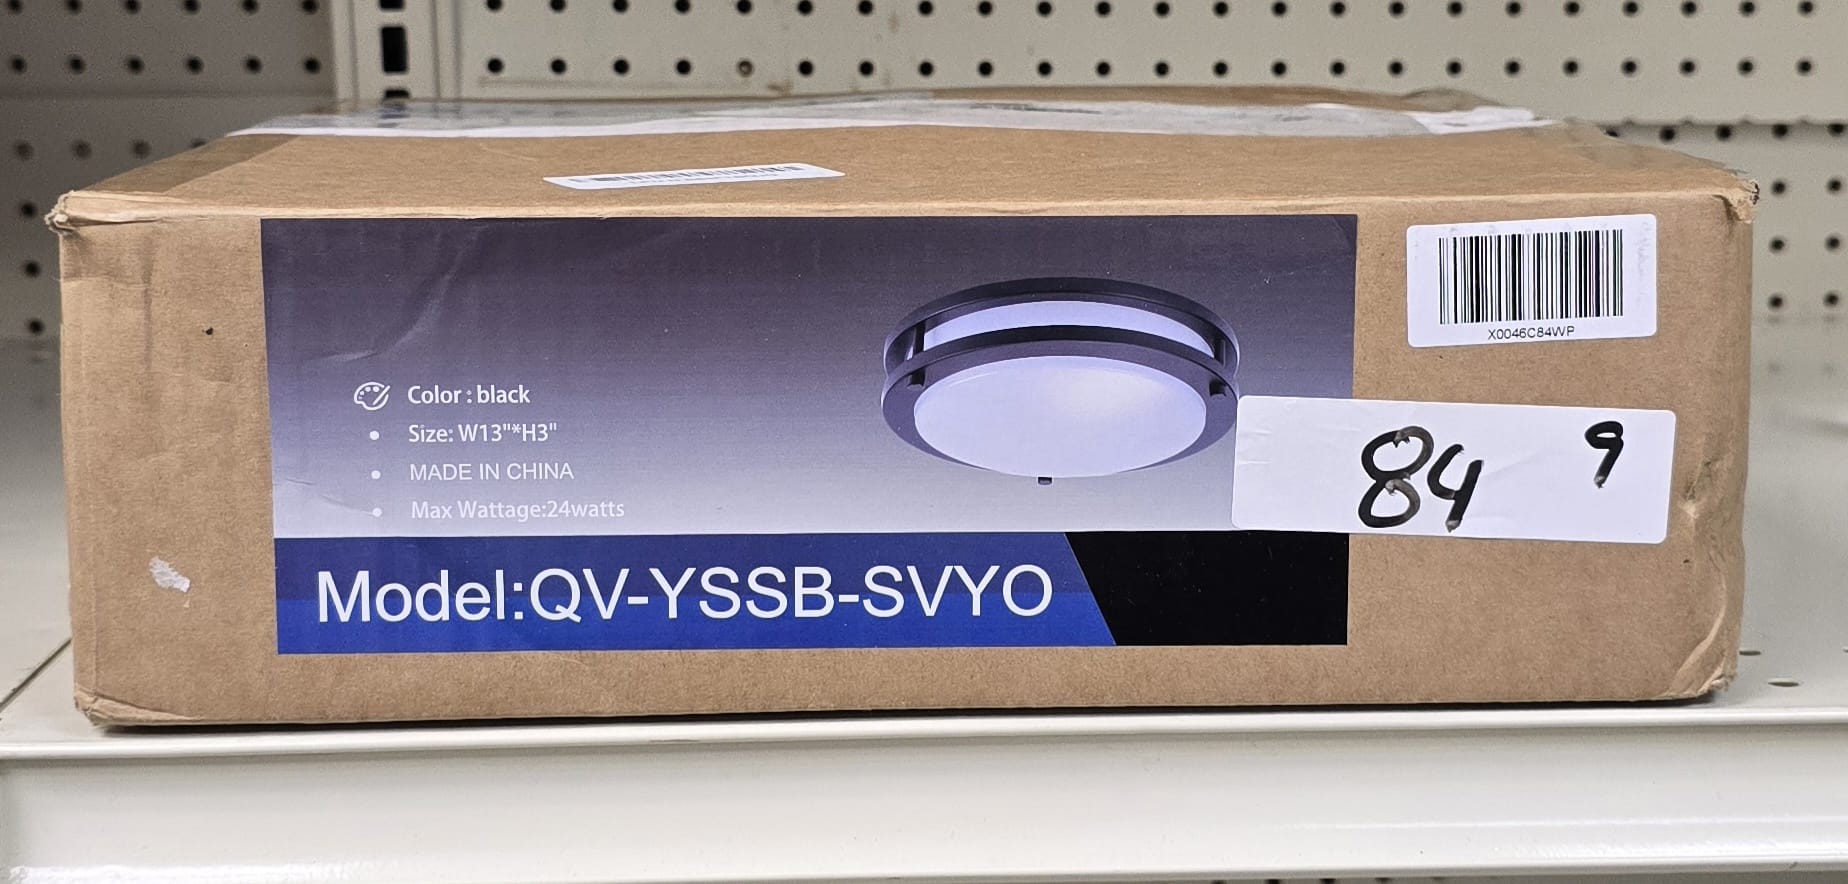 X0046C84WP
Color : black
Size: W13"*H3"
MADE IN CHINA
Max Wattage:24watts
84 9
Model:QV-YSSB-SVYO